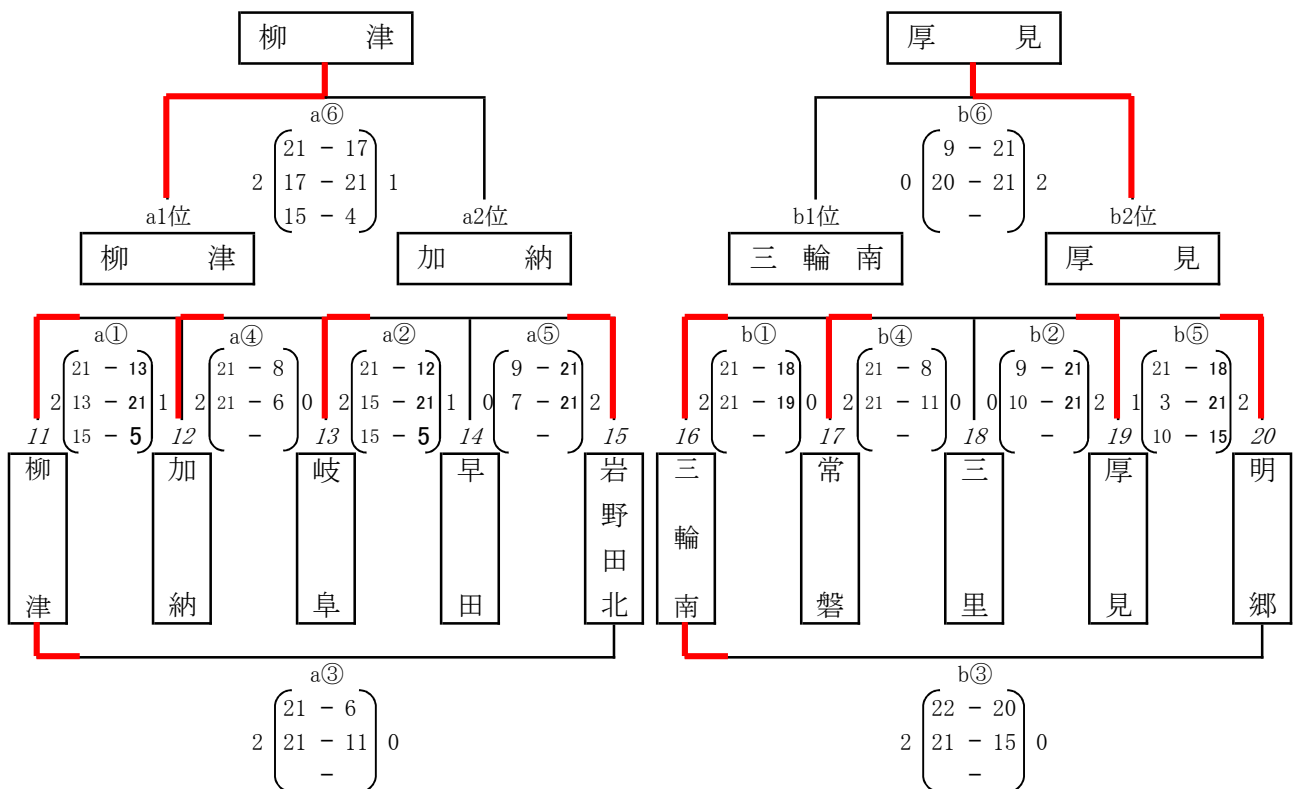 柳津 厚見
a⑥ b⑥
21 − 17 9 − 21
2 17 − 21 1 0 20 − 21 2
15 − 4 −
a1位 a2位 b1位 b2位
柳津 加納 三輪南 厚見
a① a④ a② a⑤ b① b④ b② b⑤
21 − 13 21 − 8 21 − 12 9 − 21 21 − 18 21 − 8 9 − 21 21 − 18
2 13 − 21 1 2 21 − 6 0 2 15 − 21 1 0 7 − 21 2 2 21 − 19 0 2 21 − 11 0 0 10 − 21 2 1 3 − 21 2
15 − 5 − 15 − 5 − − − − 10 − 15
11 12 13 14 15 16 17 18 19 20
柳津 加納 岐阜 早田 岩野田北 三輪南 常磐 三里 厚見 明郷
a③ b③
21 − 6 22 − 20
2 21 − 11 0 2 21 − 15 0
− −